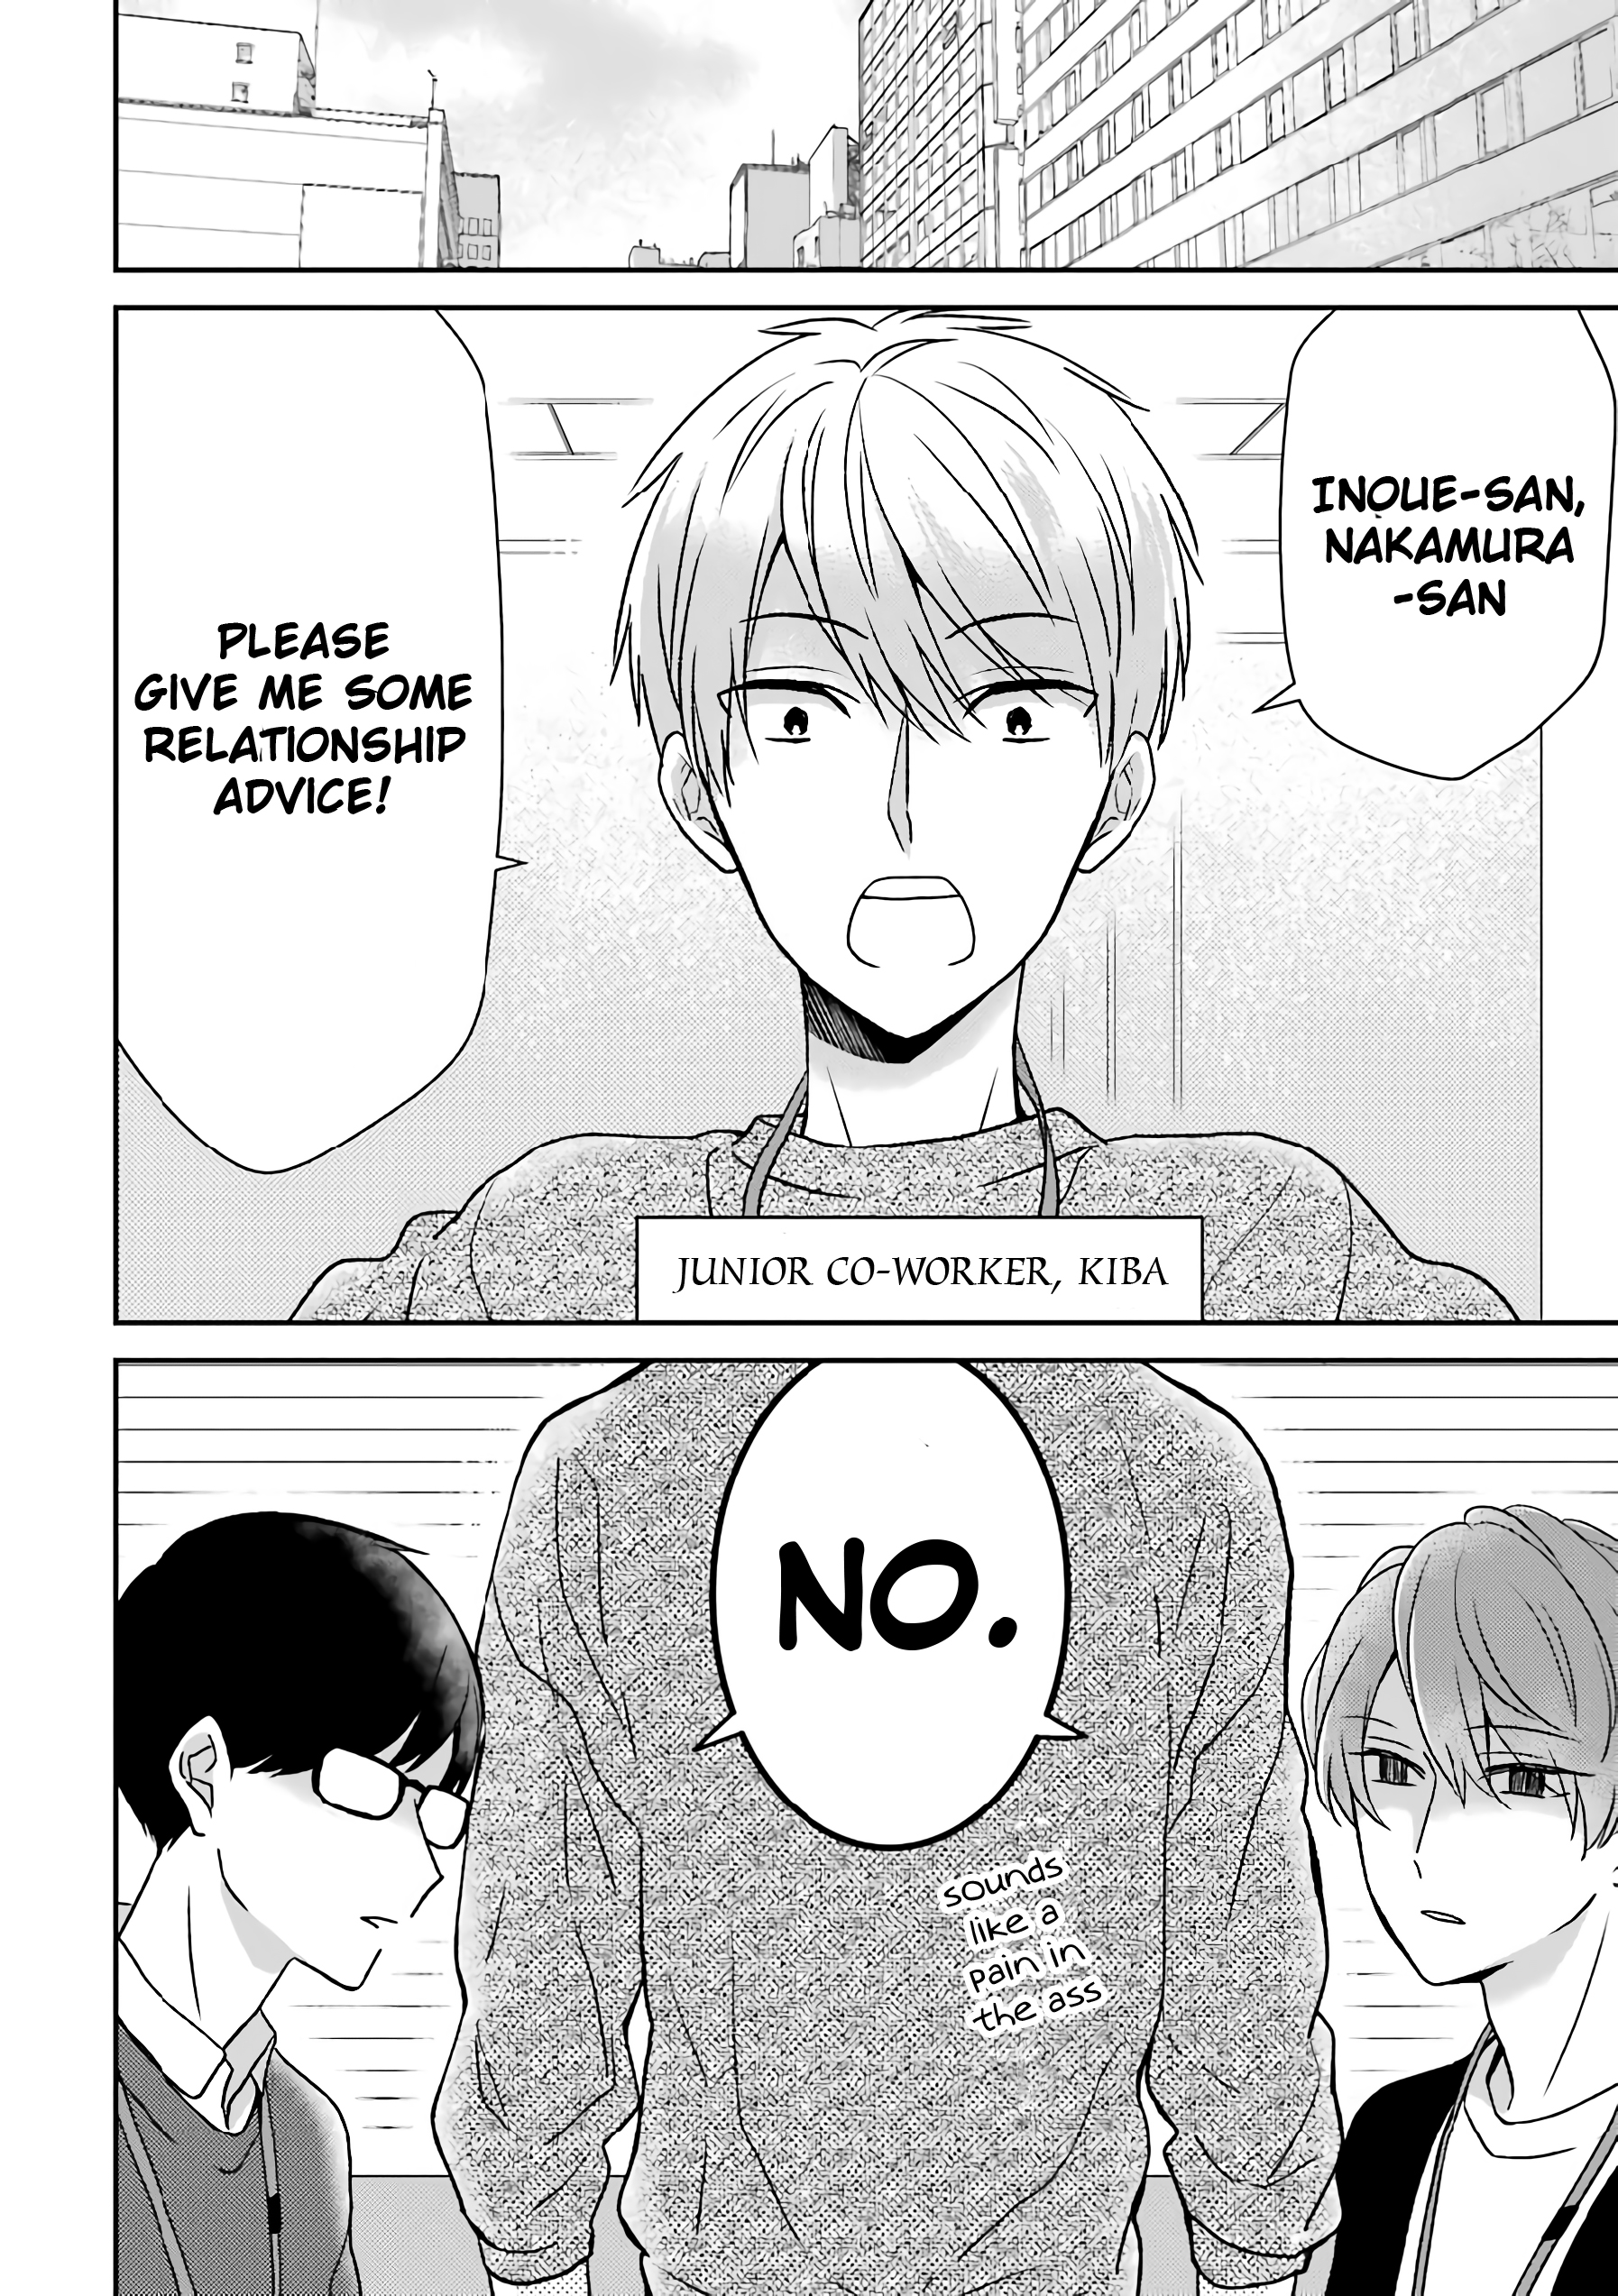 INOUE-SAN,
NAKAMURA
-SAN
PLEASE
GIVE ME SOME
RELATIONSHIP
ADVICE!
JUNIOR CO-WORKER, KIBA
NO.
sounds
like a
pain in
the ass